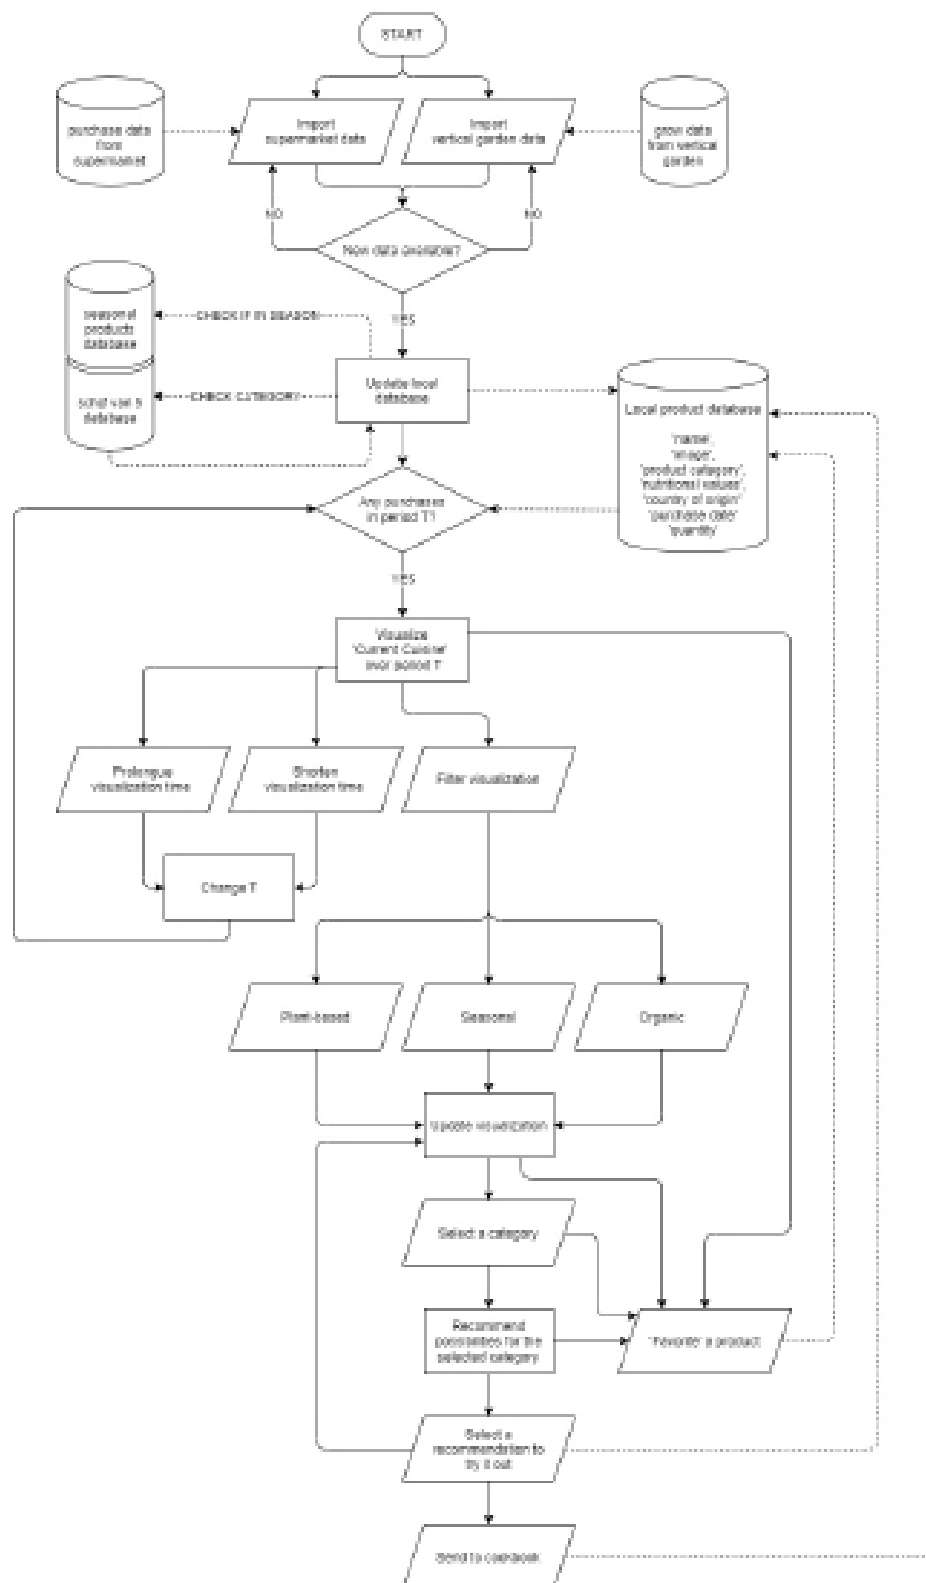 START
purchase data
from
supermarket
Import
supermarket data
Import
vertical garden data
grow data
from vertical
garden
NO
NO
New data available?
YES
seasonal
products
database
CHECK IF IN SEASON
schijf van 5
database
CHECK CATEGORY
Update local
database
Local product database
'name',
'image',
'product category',
'nutritional values',
'country of origin'
'purchase date'
'quantity'
Any purchases
in period T?
YES
Visualize
'Current Cuisine'
over period T
Prolongue
visualization time
Shorten
visualization time
Filter visualization
Change T
Plant-based
Seasonal
Organic
Update visualization
Select a category
Recommend
possibilities for the
selected category
'Favorite' a product
Select a
recommendation to
try it out
Send to cookbook